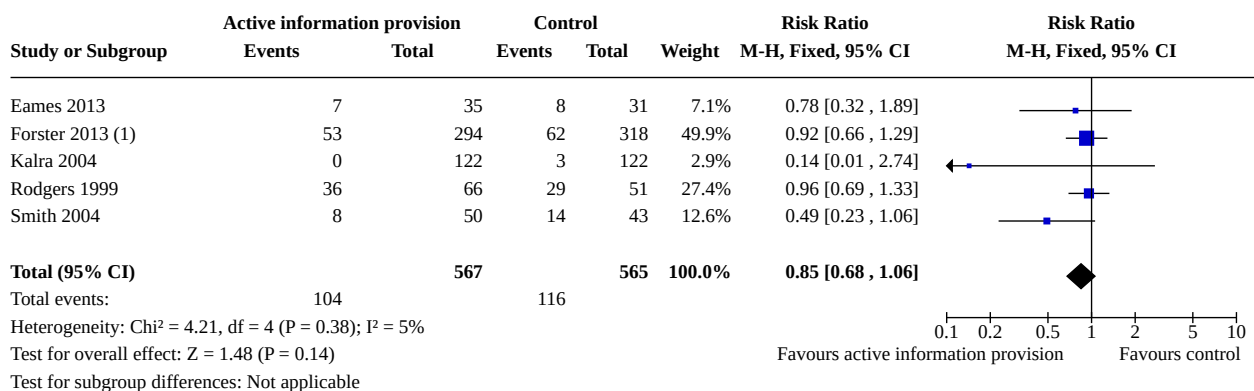 Active information provision Control Risk Ratio Risk Ratio
Study or Subgroup Events Total Events Total Weight M-H, Fixed, 95% CI M-H, Fixed, 95% CI
Eames 2013 7 35 8 31 7.1% 0.78 [0.32 , 1.89]
Forster 2013 (1) 53 294 62 318 49.9% 0.92 [0.66 , 1.29]
Kalra 2004 0 122 3 122 2.9% 0.14 [0.01 , 2.74]
Rodgers 1999 36 66 29 51 27.4% 0.96 [0.69 , 1.33]
Smith 2004 8 50 14 43 12.6% 0.49 [0.23 , 1.06]
Total (95% CI) 567 565 100.0% 0.85 [0.68 , 1.06]
Total events: 104 116
Heterogeneity: Chi² = 4.21, df = 4 (P = 0.38); I² = 5%
0.1 0.2 0.5 1 2 5 10
Test for overall effect: Z = 1.48 (P = 0.14) Favours active information provision Favours control
Test for subgroup differences: Not applicable